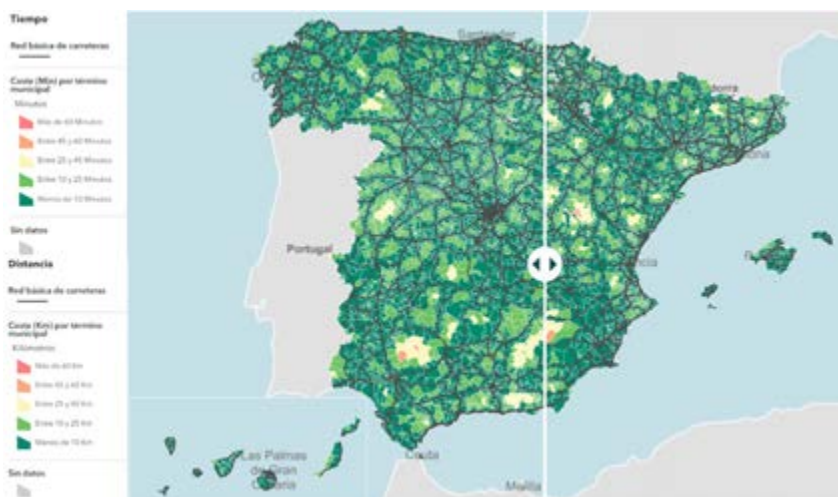 Tiempo
Red básica de carreteras
Coste (Min) por término
municipal
Minutos
Más de 60 Minutos
Entre 45 y 60 Minutos
Entre 25 y 45 Minutos
Entre 10 y 25 Minutos
Menos de 10 Minutos
Sin datos
Distancia
Red básica de carreteras
Coste (Km) por término
municipal
Kilómetros
Más de 60 Km
Entre 45 y 60 Km
Entre 25 y 45 Km
Entre 10 y 25 Km
Menos de 10 Km
Sin datos
Santander
Portugal
Las Palmas
de Gran
Canaria
Ceuta
Melilla